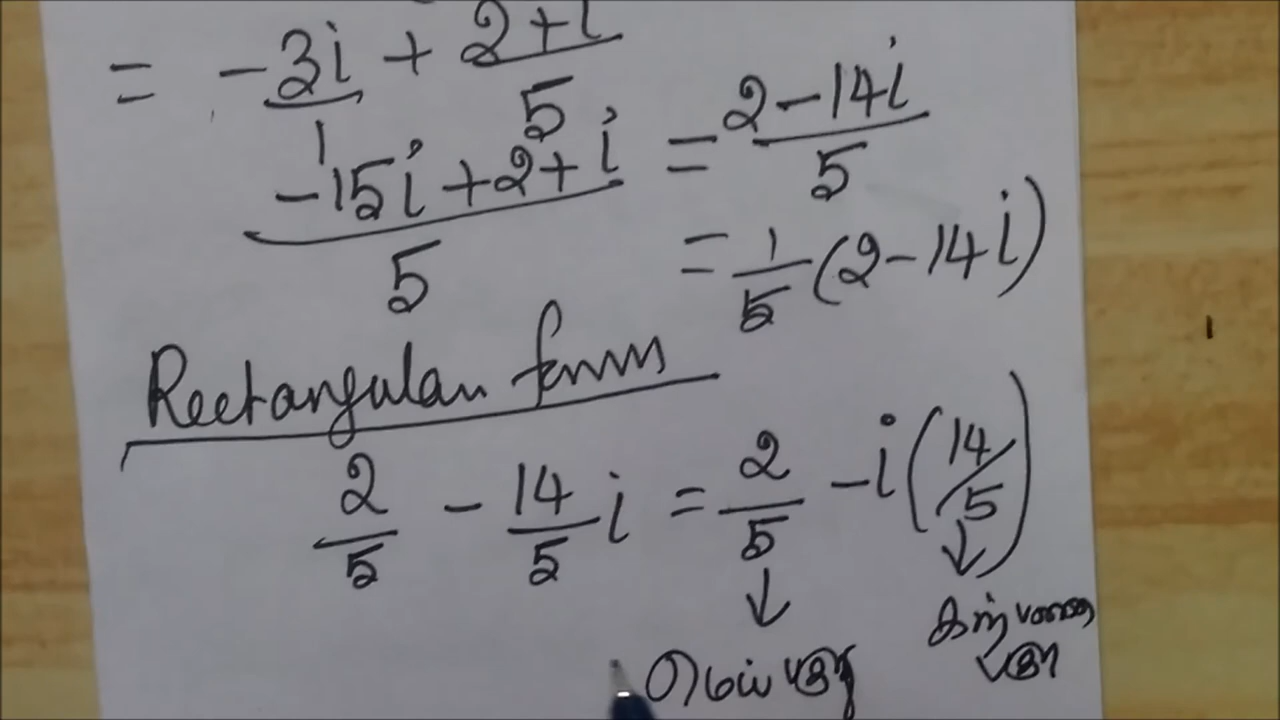 = -3i/1 + 2+i/5
-15i+2+i/5 = 2-14i/5
= 1/5 (2-14i)
Rectangular form
2/5 - 14/5 i = 2/5 - i(14/5)
மெய் பகுதி
கற்பனை பகுதி